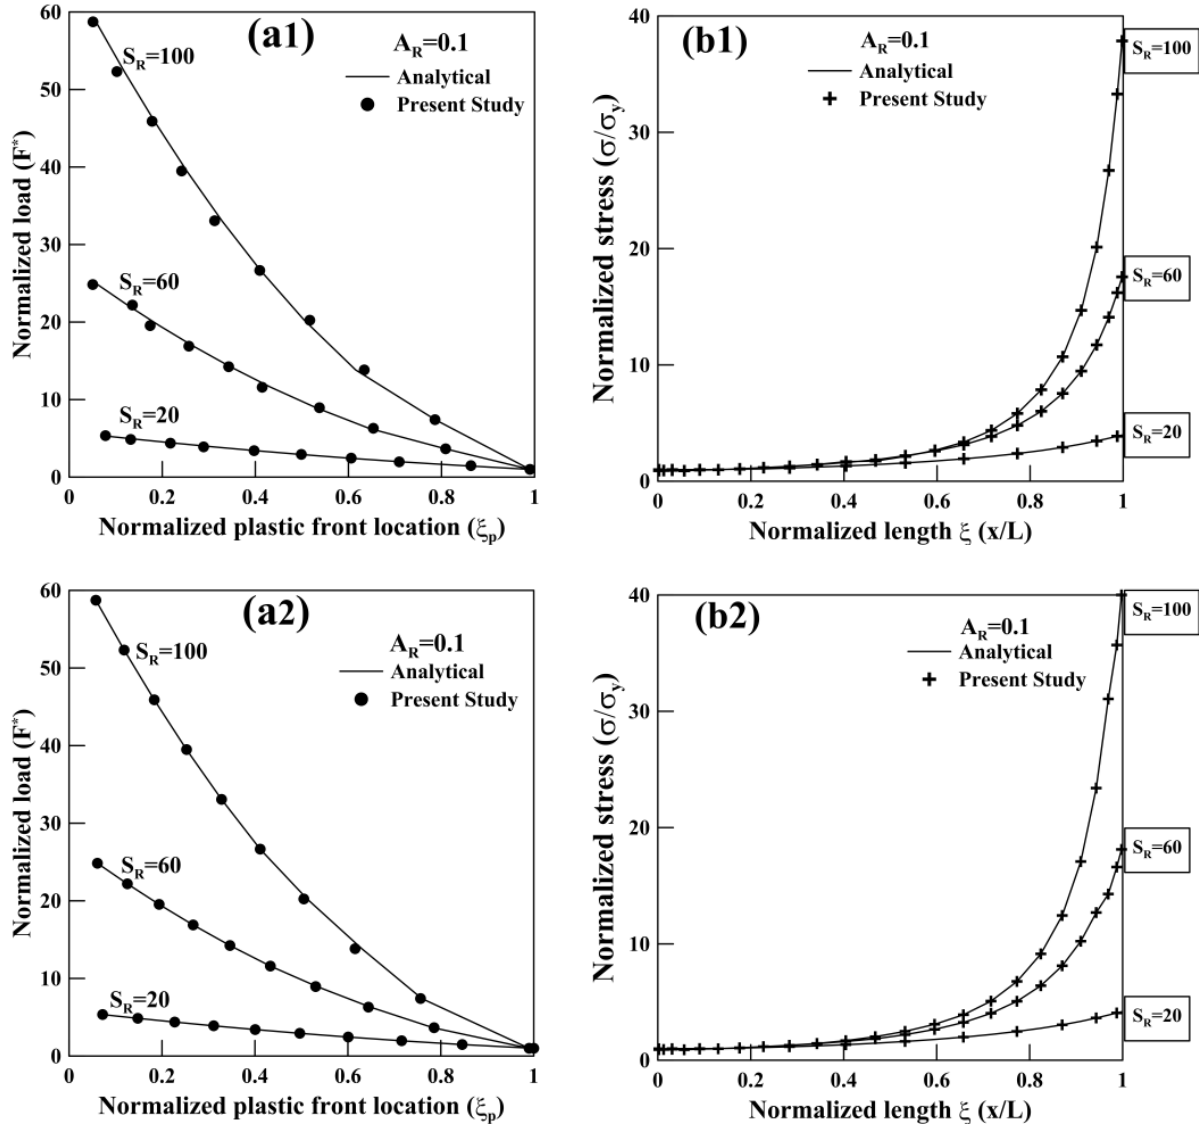 (a1)
A_R=0.1
Analytical
Present Study
S_R=100
S_R=60
S_R=20
Normalized load (F*)
60
50
40
30
20
10
0
0 0.2 0.4 0.6 0.8 1
Normalized plastic front location (ξ_p)
(b1)
A_R=0.1
Analytical
Present Study
S_R=100
S_R=60
S_R=20
Normalized stress (σ/σ_y)
40
30
20
10
0
0 0.2 0.4 0.6 0.8 1
Normalized length ξ (x/L)
(a2)
A_R=0.1
Analytical
Present Study
S_R=100
S_R=60
S_R=20
Normalized load (F*)
60
50
40
30
20
10
0
0 0.2 0.4 0.6 0.8 1
Normalized plastic front location (ξ_p)
(b2)
A_R=0.1
Analytical
Present Study
S_R=100
S_R=60
S_R=20
Normalized stress (σ/σ_y)
40
30
20
10
0
0 0.2 0.4 0.6 0.8 1
Normalized length ξ (x/L)